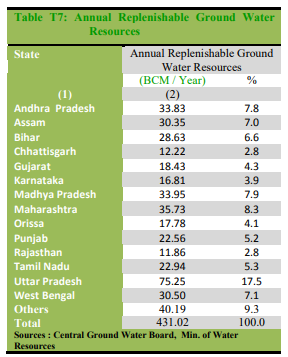 Table T7: Annual Replenishable Ground Water
Resources
State Annual Replenishable Ground
Water Resources
(BCM / Year) %
(1) (2)
Andhra Pradesh 33.83 7.8
Assam 30.35 7.0
Bihar 28.63 6.6
Chhattisgarh 12.22 2.8
Gujarat 18.43 4.3
Karnataka 16.81 3.9
Madhya Pradesh 33.95 7.9
Maharashtra 35.73 8.3
Orissa 17.78 4.1
Punjab 22.56 5.2
Rajasthan 11.86 2.8
Tamil Nadu 22.94 5.3
Uttar Pradesh 75.25 17.5
West Bengal 30.50 7.1
Others 40.19 9.3
Total 431.02 100.0
Sources : Central Ground Water Board, Min. of Water
Resources